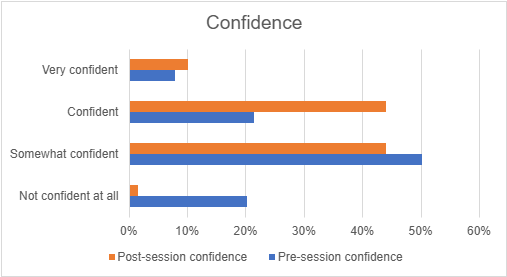 Confidence
Very confident
Confident
Somewhat confident
Not confident at all
0% 10% 20% 30% 40% 50% 60%
Post-session confidence Pre-session confidence